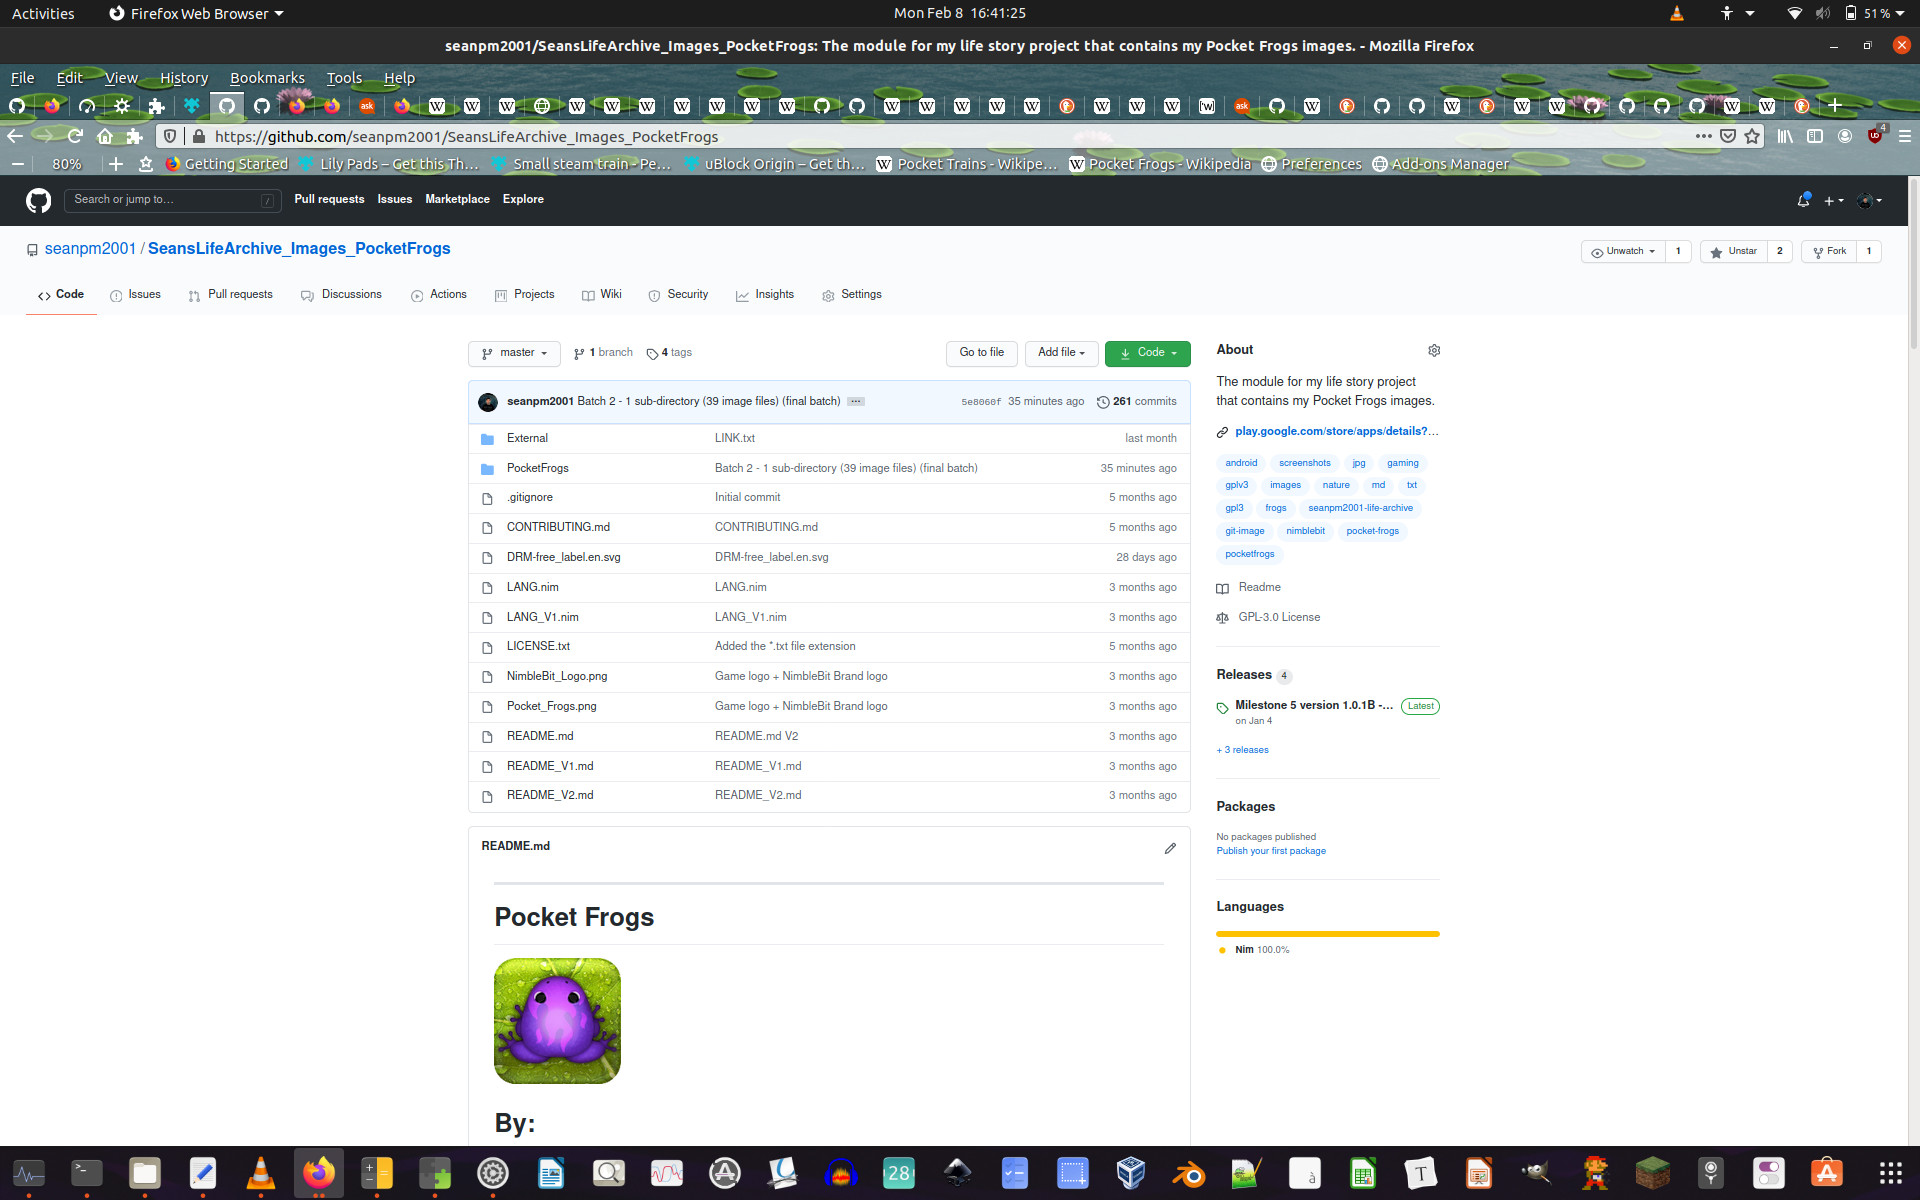 Activities Firefox Web Browser Mon Feb 8 16:41:25 51 %
seanpm2001/SeansLifeArchive_Images_PocketFrogs: The module for my life story project that contains my Pocket Frogs images. - Mozilla Firefox
File Edit View History Bookmarks Tools Help
https://github.com/seanpm2001/SeansLifeArchive_Images_PocketFrogs 4
80% Getting Started Lily Pads – Get this Th… Small steam train - Pe… uBlock Origin – Get th… Pocket Trains - Wikipe… Pocket Frogs - Wikipedia Preferences Add-ons Manager
Search or jump to… / Pull requests Issues Marketplace Explore
seanpm2001 / SeansLifeArchive_Images_PocketFrogs Unwatch 1 Unstar 2 Fork 1
Code Issues Pull requests Discussions Actions Projects Wiki Security Insights Settings
master 1 branch 4 tags Go to file Add file Code
seanpm2001 Batch 2 - 1 sub-directory (39 image files) (final batch) 5e8060f 35 minutes ago 261 commits
External LINK.txt last month
PocketFrogs Batch 2 - 1 sub-directory (39 image files) (final batch) 35 minutes ago
.gitignore Initial commit 5 months ago
CONTRIBUTING.md CONTRIBUTING.md 5 months ago
DRM-free_label.en.svg DRM-free_label.en.svg 28 days ago
LANG.nim LANG.nim 3 months ago
LANG_V1.nim LANG_V1.nim 3 months ago
LICENSE.txt Added the *.txt file extension 5 months ago
NimbleBit_Logo.png Game logo + NimbleBit Brand logo 3 months ago
Pocket_Frogs.png Game logo + NimbleBit Brand logo 3 months ago
README.md README.md V2 3 months ago
README_V1.md README_V1.md 3 months ago
README_V2.md README_V2.md 3 months ago
README.md
Pocket Frogs
By:
About
The module for my life story project
that contains my Pocket Frogs images.
play.google.com/store/apps/details?…
android screenshots jpg gaming
gplv3 images nature md txt
gpl3 frogs seanpm2001-life-archive
git-image nimblebit pocket-frogs
pocketfrogs
Readme
GPL-3.0 License
Releases 4
Milestone 5 version 1.0.1B -… Latest
on Jan 4
+ 3 releases
Packages
No packages published
Publish your first package
Languages
Nim 100.0%
28